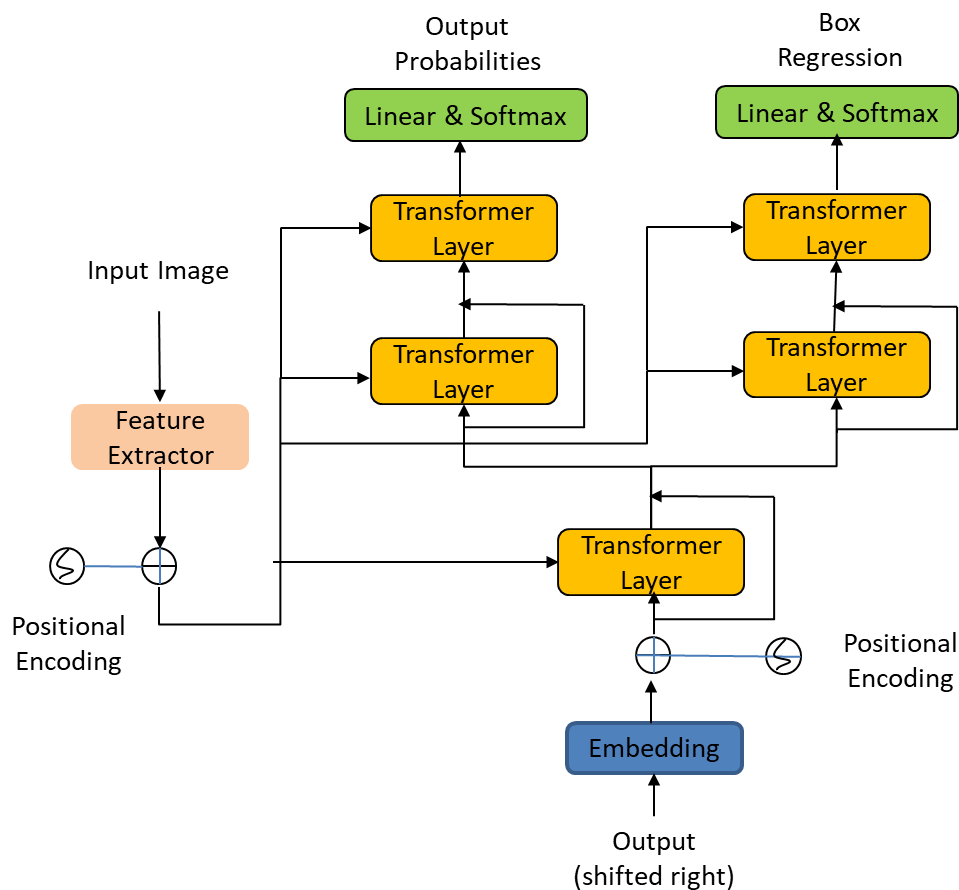 Output
Probabilities
Box
Regression
Linear & Softmax
Linear & Softmax
Transformer
Layer
Transformer
Layer
Input Image
Transformer
Layer
Transformer
Layer
Feature
Extractor
Transformer
Layer
Positional
Encoding
Positional
Encoding
Embedding
Output
(shifted right)